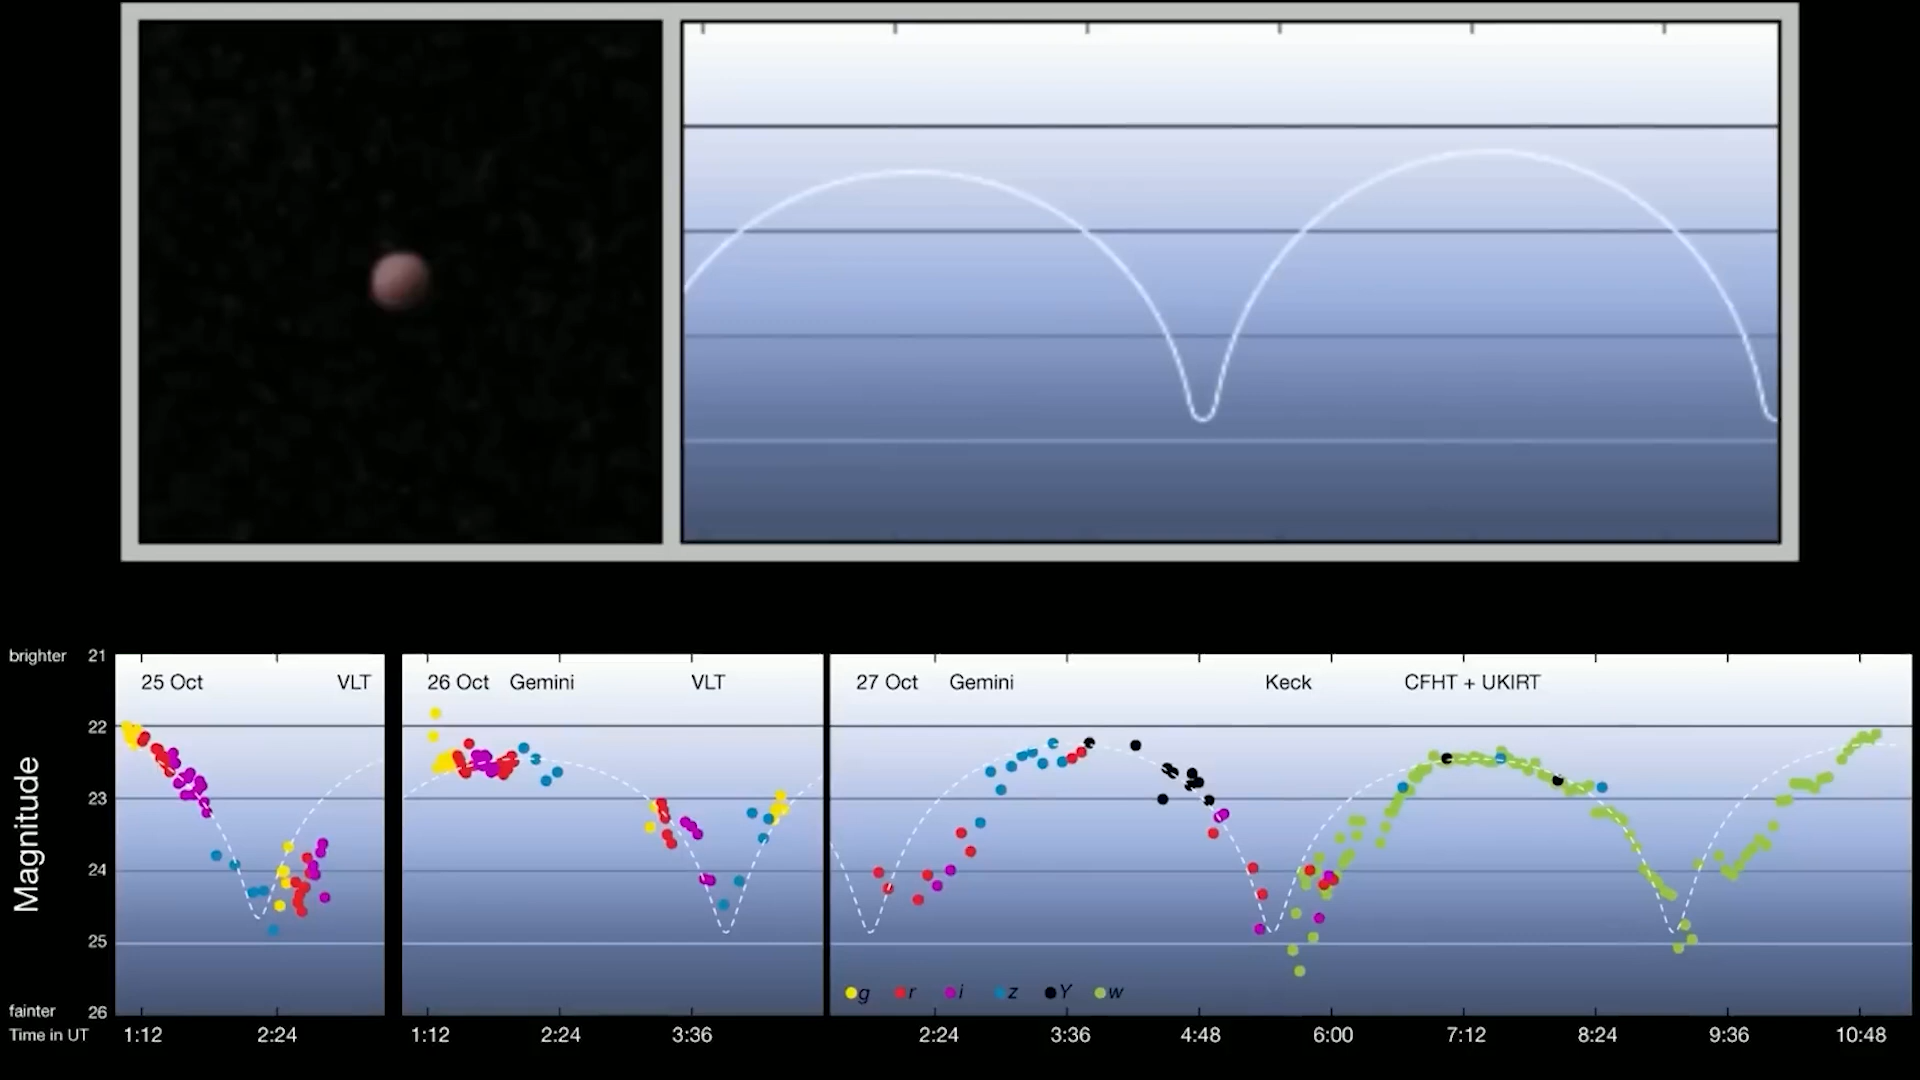 brighter 21
25 Oct VLT 26 Oct Gemini VLT 27 Oct Gemini Keck CFHT + UKIRT
22
Magnitude
23
24
25
g r i z Y w
fainter 26
Time in UT 1:12 2:24 1:12 2:24 3:36 2:24 3:36 4:48 6:00 7:12 8:24 9:36 10:48